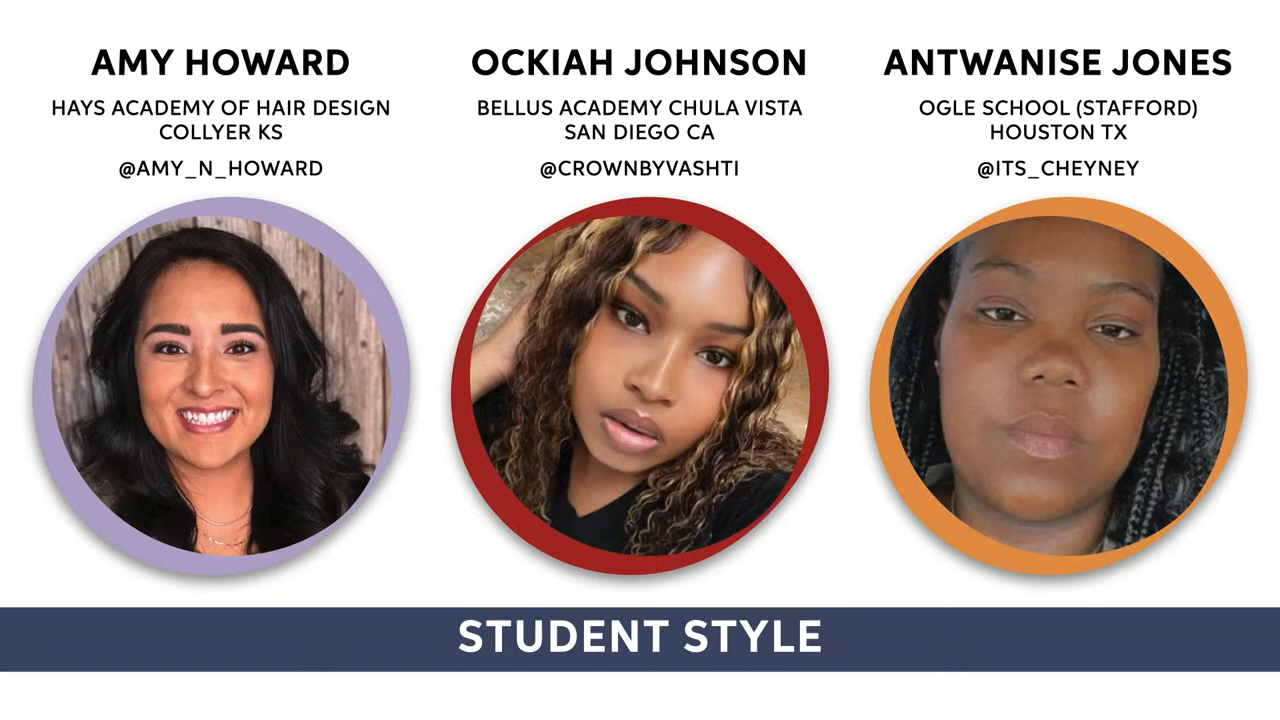 AMY HOWARD
HAYS ACADEMY OF HAIR DESIGN
COLLYER KS
@AMY_N_HOWARD
OCKIAH JOHNSON
BELLUS ACADEMY CHULA VISTA
SAN DIEGO CA
@CROWNBYVASHTI
ANTWANISE JONES
OGLE SCHOOL (STAFFORD)
HOUSTON TX
@ITS_CHEYNEY
STUDENT STYLE